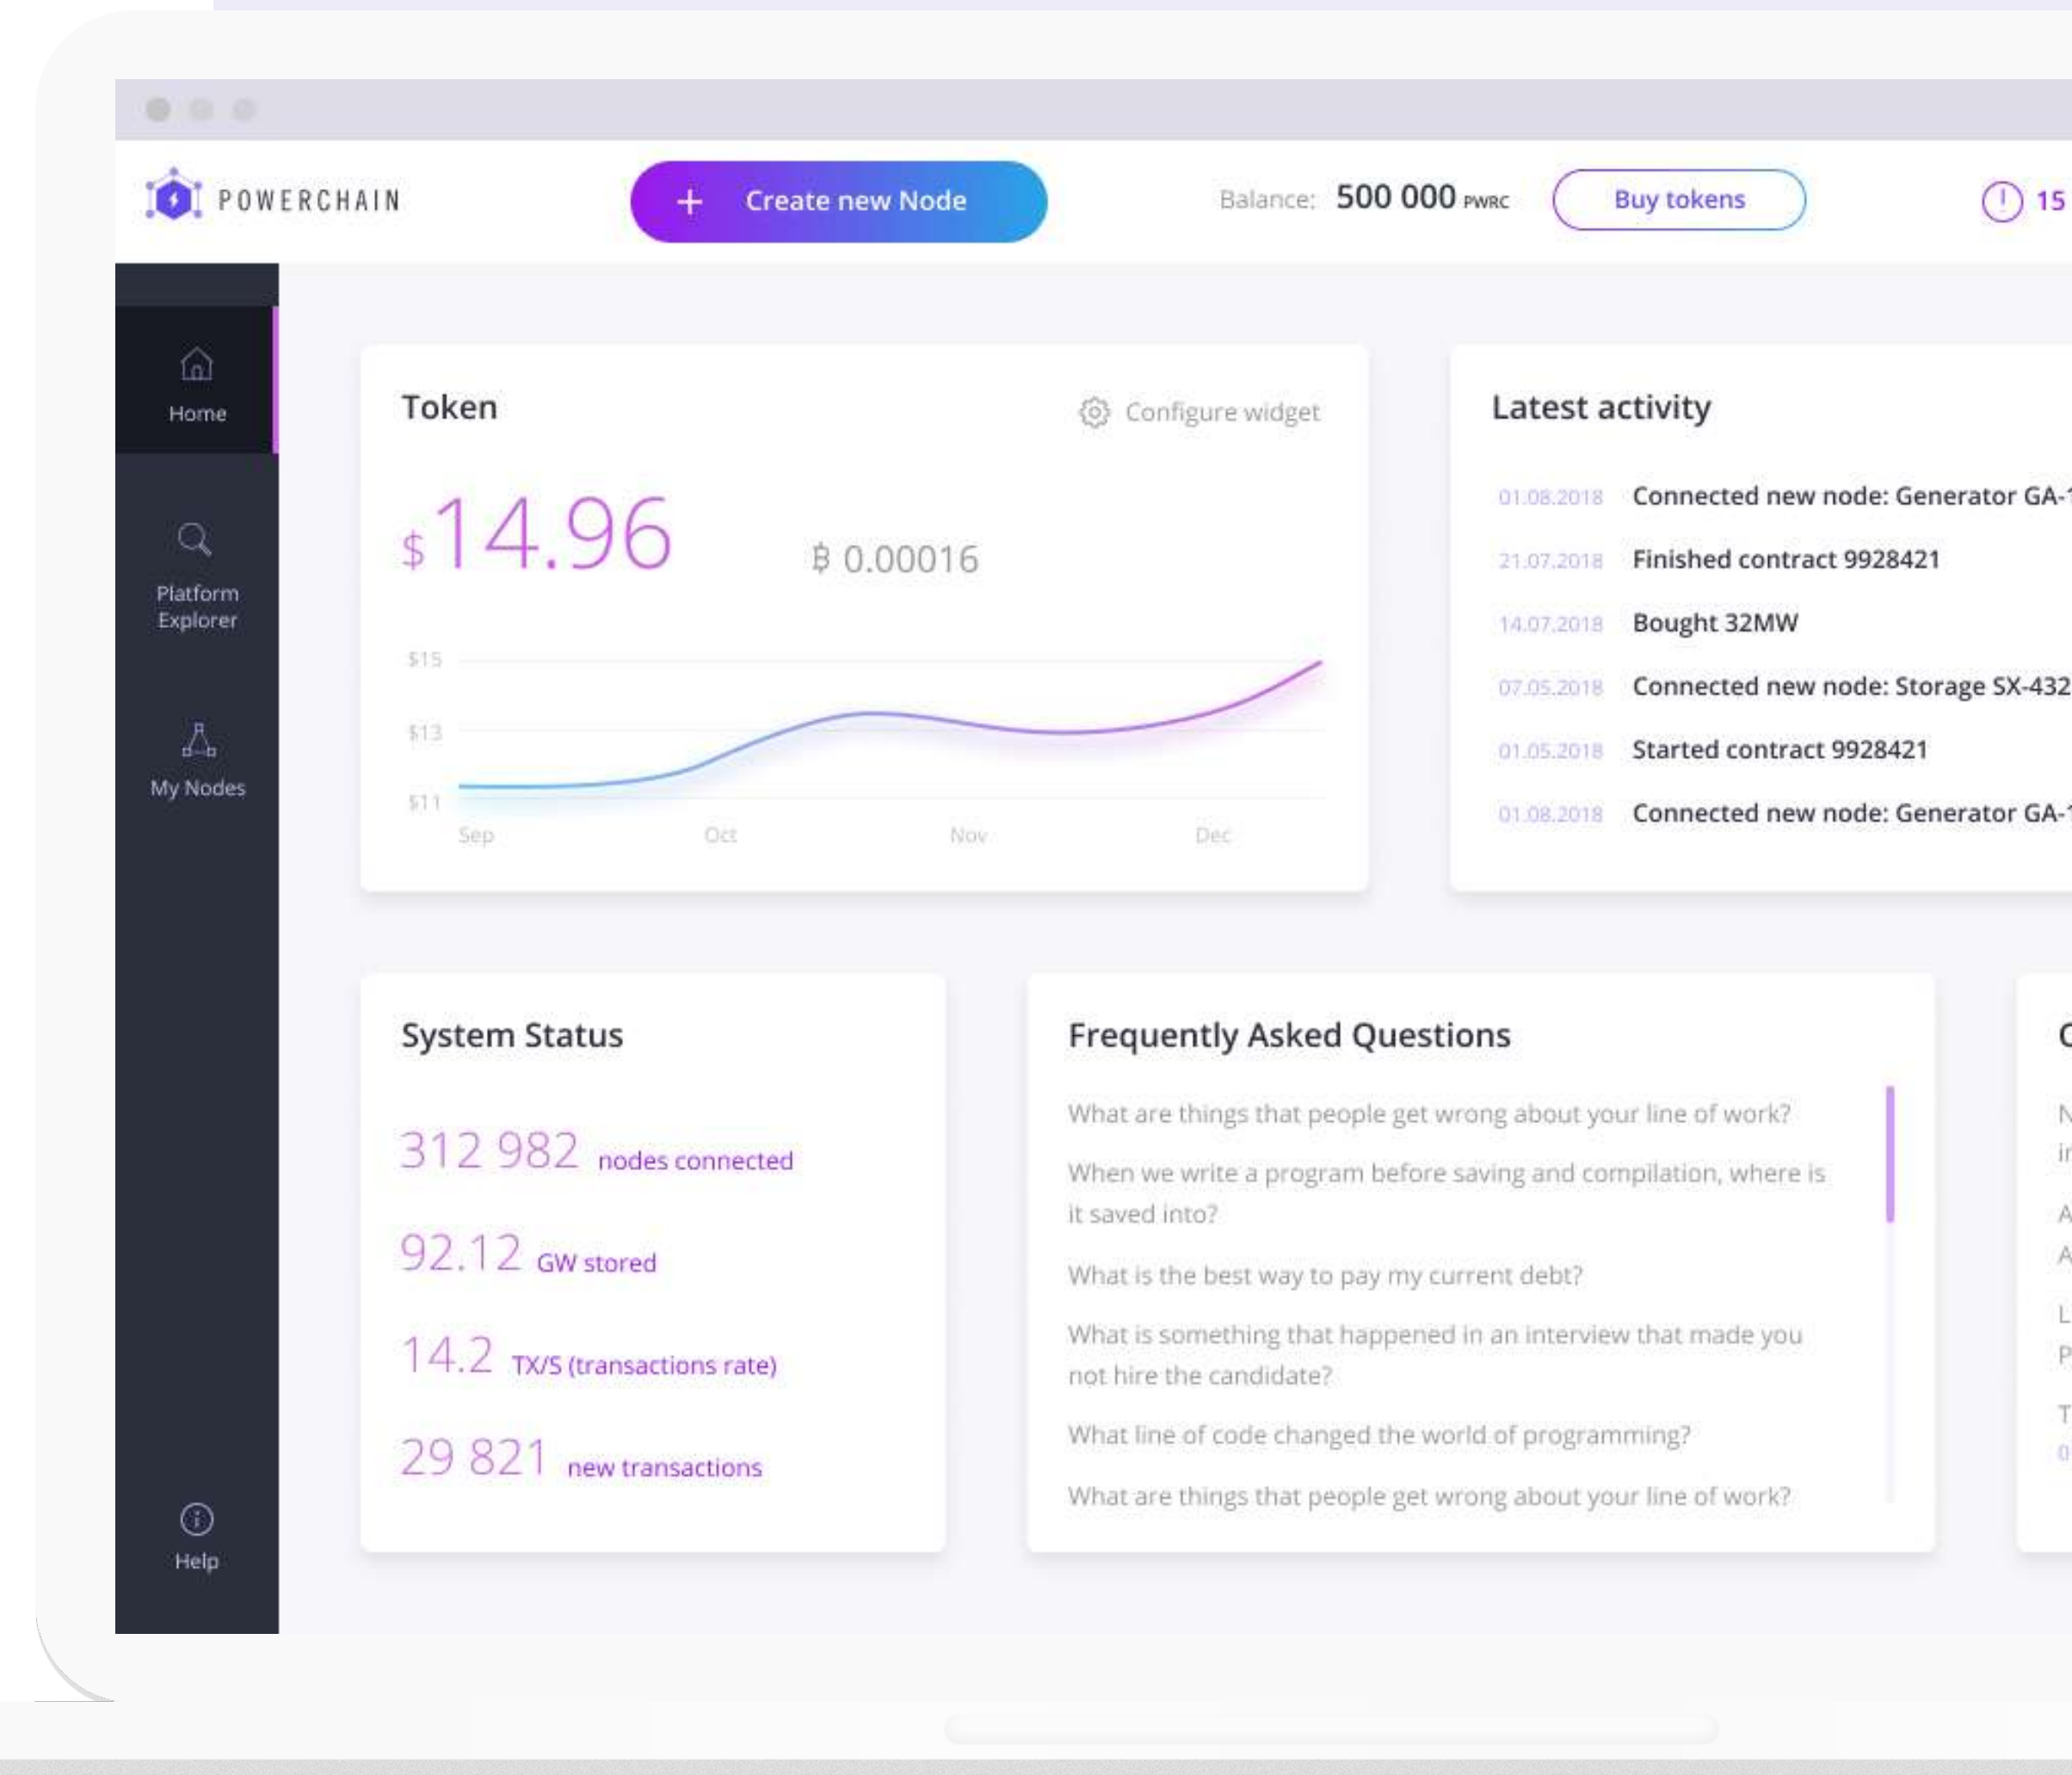 POWERCHAIN
+ Create new Node
Balance: 500 000 PWRC
Buy tokens
15
Home
Platform
Explorer
My Nodes
Help
Token
Configure widget
$14.96
฿ 0.00016
$15
$13
$11
Sep Oct Nov Dec
Latest activity
01.08.2018 Connected new node: Generator GA-
21.07.2018 Finished contract 9928421
14.07.2018 Bought 32MW
07.05.2018 Connected new node: Storage SX-432
01.05.2018 Started contract 9928421
01.08.2018 Connected new node: Generator GA-
System Status
312 982 nodes connected
92.12 GW stored
14.2 TX/S (transactions rate)
29 821 new transactions
Frequently Asked Questions
What are things that people get wrong about your line of work?
When we write a program before saving and compilation, where is
it saved into?
What is the best way to pay my current debt?
What is something that happened in an interview that made you
not hire the candidate?
What line of code changed the world of programming?
What are things that people get wrong about your line of work?